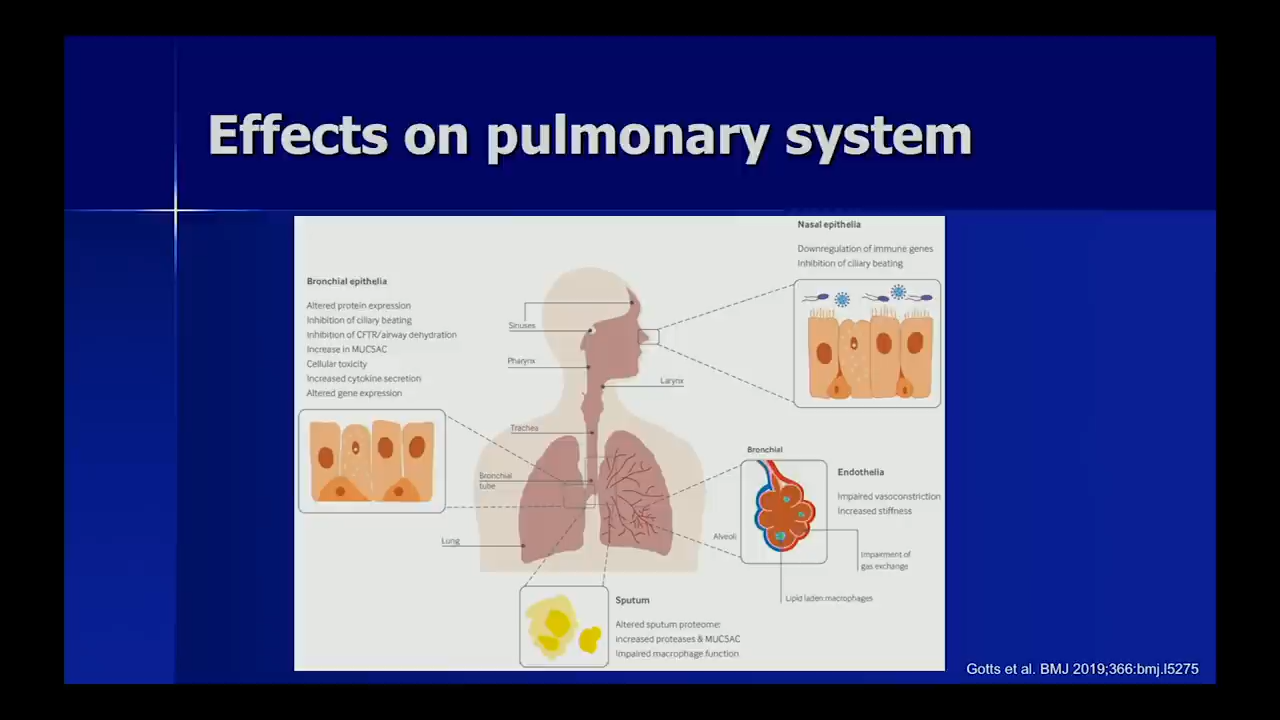 Effects on pulmonary system
Nasal epithelia
Downregulation of immune genes
Inhibition of ciliary beating
Bronchial epithelia
Altered protein expression
Inhibition of ciliary beating
Inhibition of CFTR/airway dehydration
Increase in MUC5AC
Cellular toxicity
Increased cytokine secretion
Altered gene expression
Sinuses
Pharynx
Larynx
Trachea
Bronchial
tube
Lung
Bronchial
Alveoli
Endothelia
Impaired vasoconstriction
Increased stiffness
Impairment of
gas exchange
Lipid laden macrophages
Sputum
Altered sputum proteome:
increased proteases & MUC5AC
Impaired macrophage function
Gotts et al. BMJ 2019;366:bmj.l5275